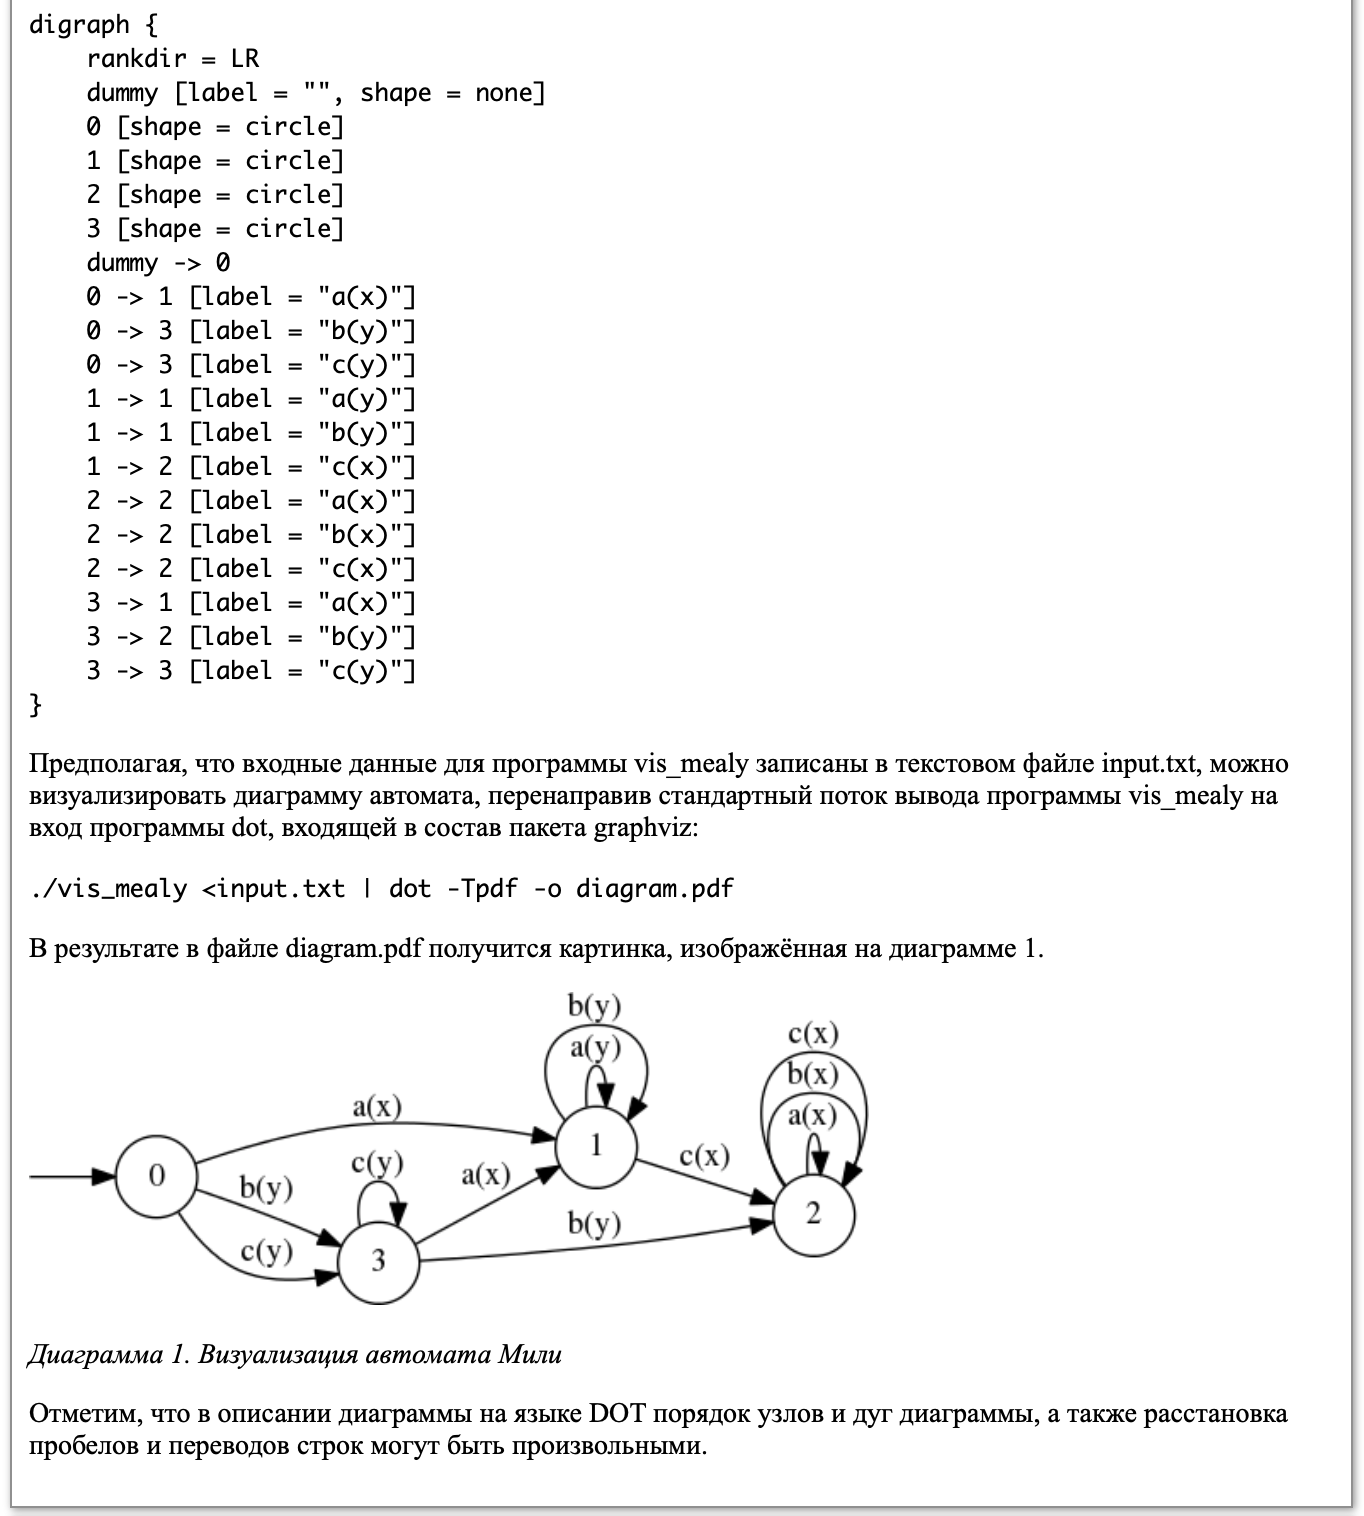 digraph {
    rankdir = LR
    dummy [label = "", shape = none]
    0 [shape = circle]
    1 [shape = circle]
    2 [shape = circle]
    3 [shape = circle]
    dummy -> 0
    0 -> 1 [label = "a(x)"]
    0 -> 3 [label = "b(y)"]
    0 -> 3 [label = "c(y)"]
    1 -> 1 [label = "a(y)"]
    1 -> 1 [label = "b(y)"]
    1 -> 2 [label = "c(x)"]
    2 -> 2 [label = "a(x)"]
    2 -> 2 [label = "b(x)"]
    2 -> 2 [label = "c(x)"]
    3 -> 1 [label = "a(x)"]
    3 -> 2 [label = "b(y)"]
    3 -> 3 [label = "c(y)"]
}
Предполагая, что входные данные для программы vis_mealy записаны в текстовом файле input.txt, можно
визуализировать диаграмму автомата, перенаправив стандартный поток вывода программы vis_mealy на
вход программы dot, входящей в состав пакета graphviz:
./vis_mealy <input.txt | dot -Tpdf -o diagram.pdf
В результате в файле diagram.pdf получится картинка, изображённая на диаграмме 1.
b(y)
c(x)
a(y)
b(x)
a(x)
a(x)
1
c(x)
c(y)
a(x)
0
b(y)
2
b(y)
c(y)
3
Диаграмма 1. Визуализация автомата Мили
Отметим, что в описании диаграммы на языке DOT порядок узлов и дуг диаграммы, а также расстановка
пробелов и переводов строк могут быть произвольными.